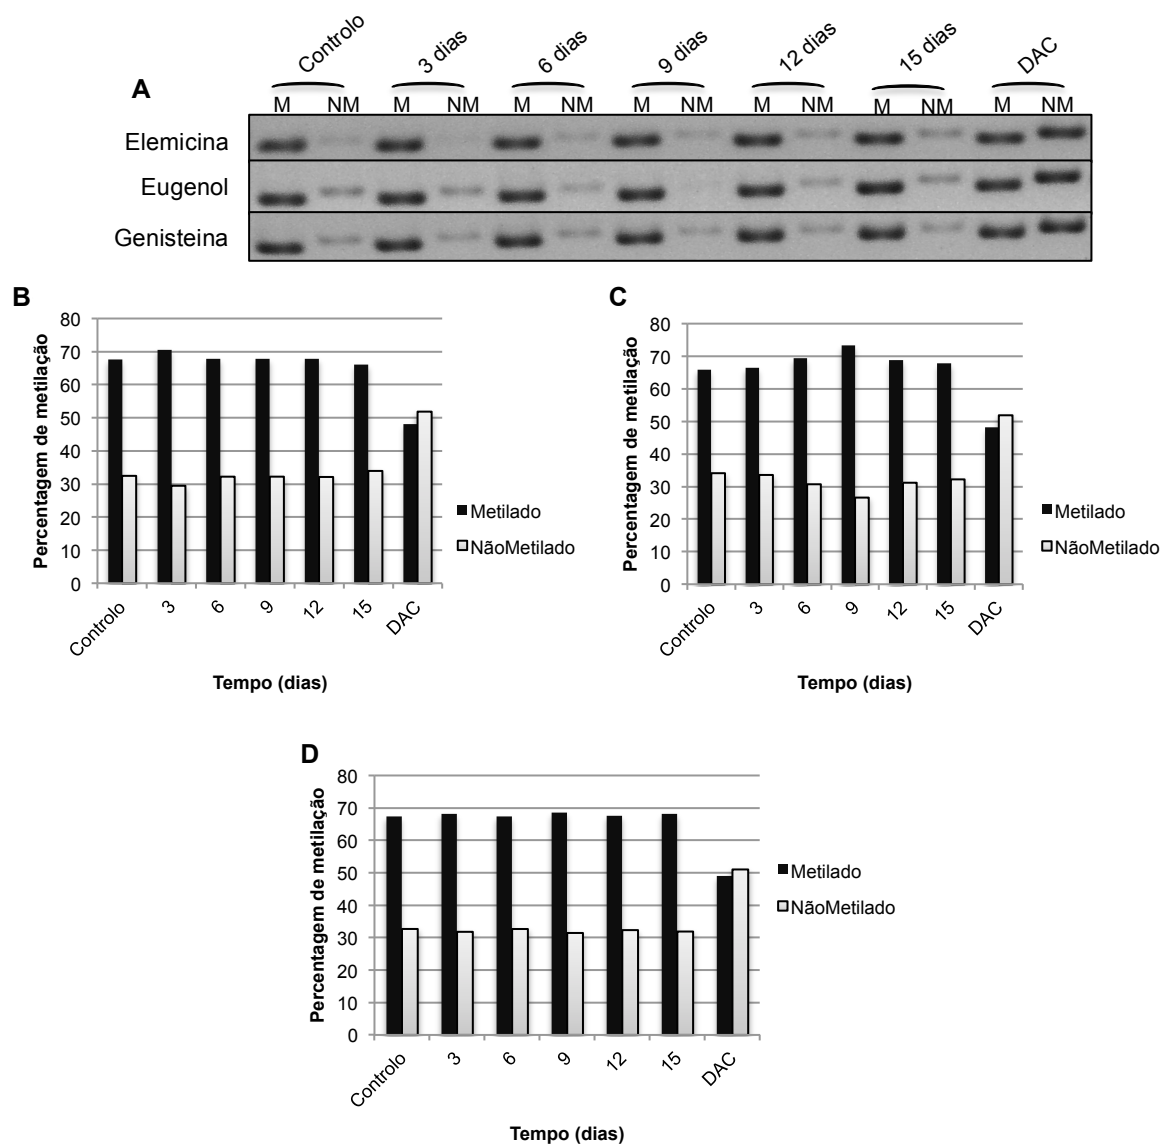 Controlo 3 dias 6 dias 9 dias 12 dias 15 dias DAC
A
M NM M NM M NM M NM M NM M NM M NM
Elemicina
Eugenol
Genisteina
B
Percentagem de metilação
80
70
60
50
40
30
20
10
0
Controlo 3 6 9 12 15 DAC
Tempo (dias)
Metilado
NãoMetilado
C
Percentagem de metilação
80
70
60
50
40
30
20
10
0
Controlo 3 6 9 12 15 DAC
Tempo (dias)
Metilado
NãoMetilado
D
Percentagem de metilação
80
70
60
50
40
30
20
10
0
Controlo 3 6 9 12 15 DAC
Tempo (dias)
Metilado
NãoMetilado